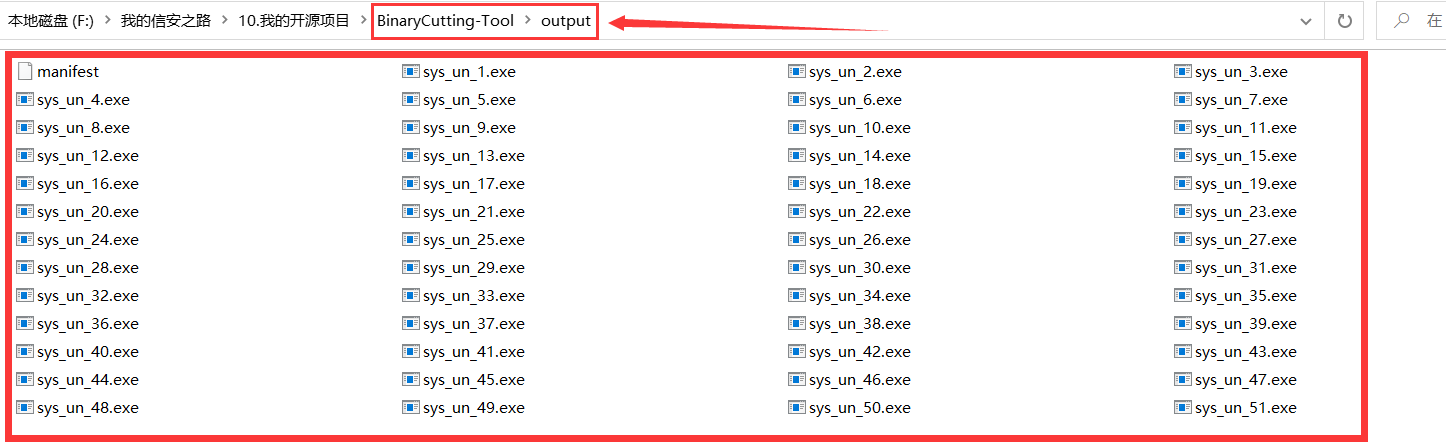 本地磁盘 (F:) > 我的信安之路 > 10.我的开源项目 > BinaryCutting-Tool > output 在
manifest sys_un_1.exe sys_un_2.exe sys_un_3.exe
sys_un_4.exe sys_un_5.exe sys_un_6.exe sys_un_7.exe
sys_un_8.exe sys_un_9.exe sys_un_10.exe sys_un_11.exe
sys_un_12.exe sys_un_13.exe sys_un_14.exe sys_un_15.exe
sys_un_16.exe sys_un_17.exe sys_un_18.exe sys_un_19.exe
sys_un_20.exe sys_un_21.exe sys_un_22.exe sys_un_23.exe
sys_un_24.exe sys_un_25.exe sys_un_26.exe sys_un_27.exe
sys_un_28.exe sys_un_29.exe sys_un_30.exe sys_un_31.exe
sys_un_32.exe sys_un_33.exe sys_un_34.exe sys_un_35.exe
sys_un_36.exe sys_un_37.exe sys_un_38.exe sys_un_39.exe
sys_un_40.exe sys_un_41.exe sys_un_42.exe sys_un_43.exe
sys_un_44.exe sys_un_45.exe sys_un_46.exe sys_un_47.exe
sys_un_48.exe sys_un_49.exe sys_un_50.exe sys_un_51.exe